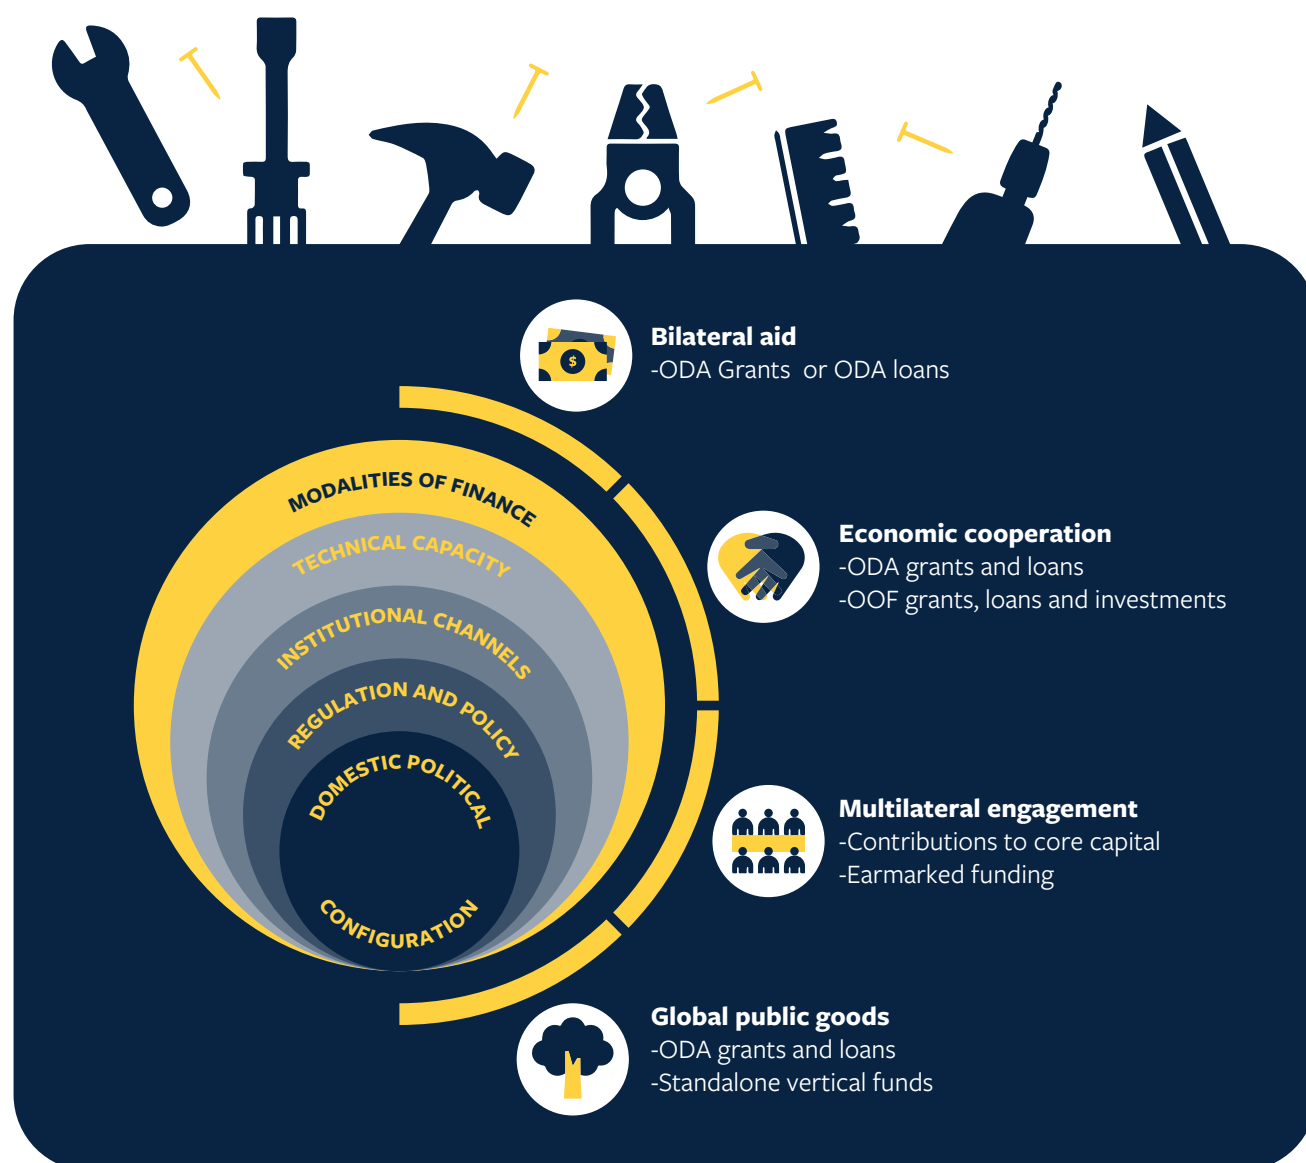 $
Bilateral aid
-ODA Grants or ODA loans
MODALITIES OF FINANCE
TECHNICAL CAPACITY
INSTITUTIONAL CHANNELS
REGULATION AND POLICY
DOMESTIC POLITICAL
CONFIGURATION
Economic cooperation
-ODA grants and loans
-OOF grants, loans and investments
Multilateral engagement
-Contributions to core capital
-Earmarked funding
Global public goods
-ODA grants and loans
-Standalone vertical funds